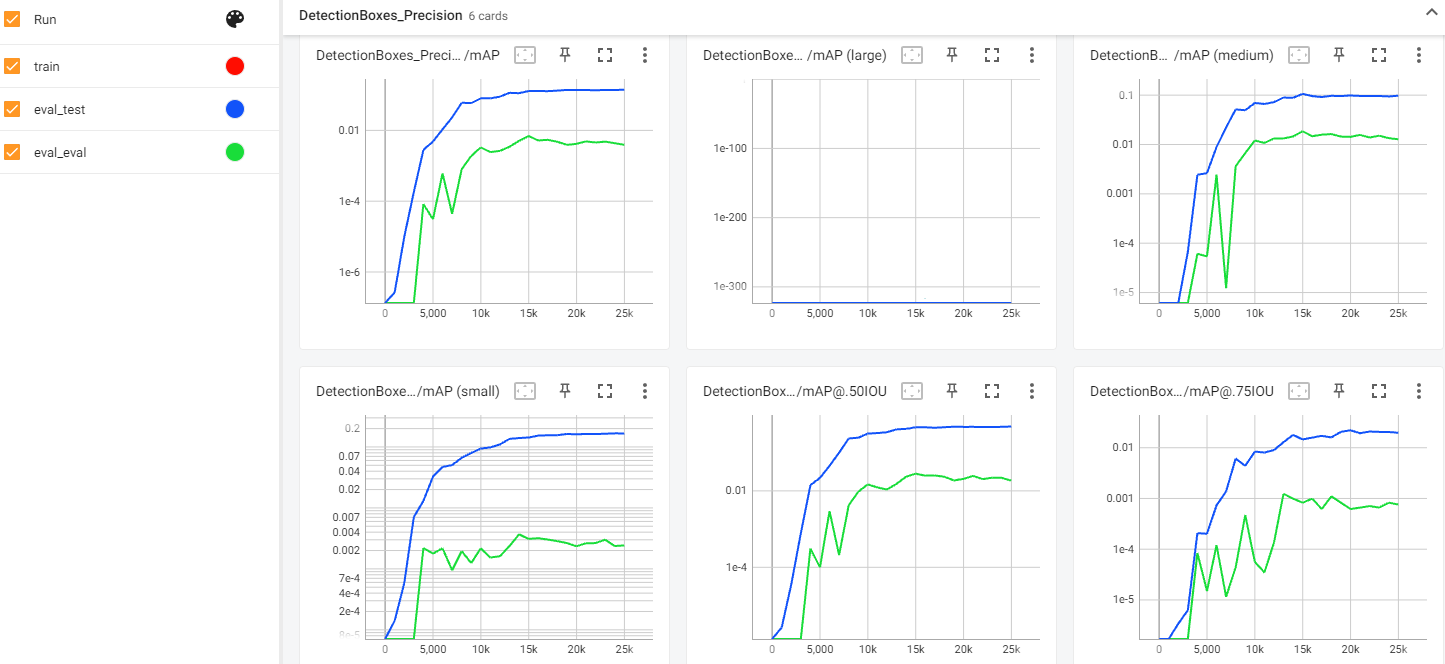 Run
train
eval_test
eval_eval
DetectionBoxes_Precision 6 cards
DetectionBoxes_Preci… /mAP
0.01
1e-4
1e-6
0 5,000 10k 15k 20k 25k
DetectionBoxe… /mAP (large)
1e-100
1e-200
1e-300
0 5,000 10k 15k 20k 25k
DetectionB… /mAP (medium)
0.1
0.01
0.001
1e-4
1e-5
0 5,000 10k 15k 20k 25k
DetectionBoxe…/mAP (small)
0.2
0.07
0.04
0.02
0.007
0.004
0.002
7e-4
4e-4
2e-4
8e-5
0 5,000 10k 15k 20k 25k
DetectionBox…/mAP@.50IOU
0.01
1e-4
0 5,000 10k 15k 20k 25k
DetectionBox…/mAP@.75IOU
0.01
0.001
1e-4
1e-5
0 5,000 10k 15k 20k 25k